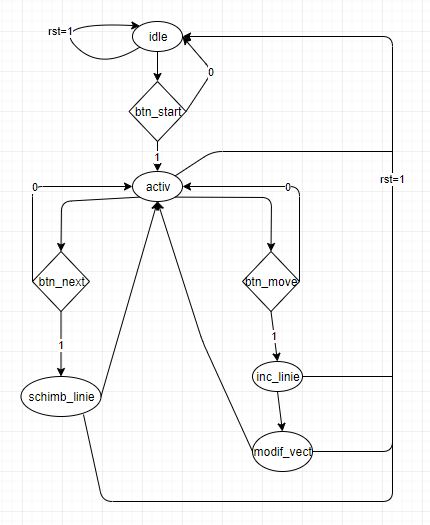 rst=1
idle
0
btn_start
1
0
activ
0
rst=1
btn_next
btn_move
1
1
inc_linie
schimb_linie
modif_vect